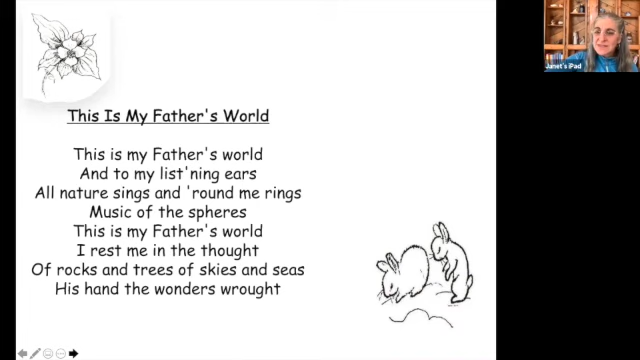 This Is My Father's World
This is my Father's world
And to my list'ning ears
All nature sings and 'round me rings
Music of the spheres
This is my Father's world
I rest me in the thought
Of rocks and trees of skies and seas
His hand the wonders wrought
Janet's iPad